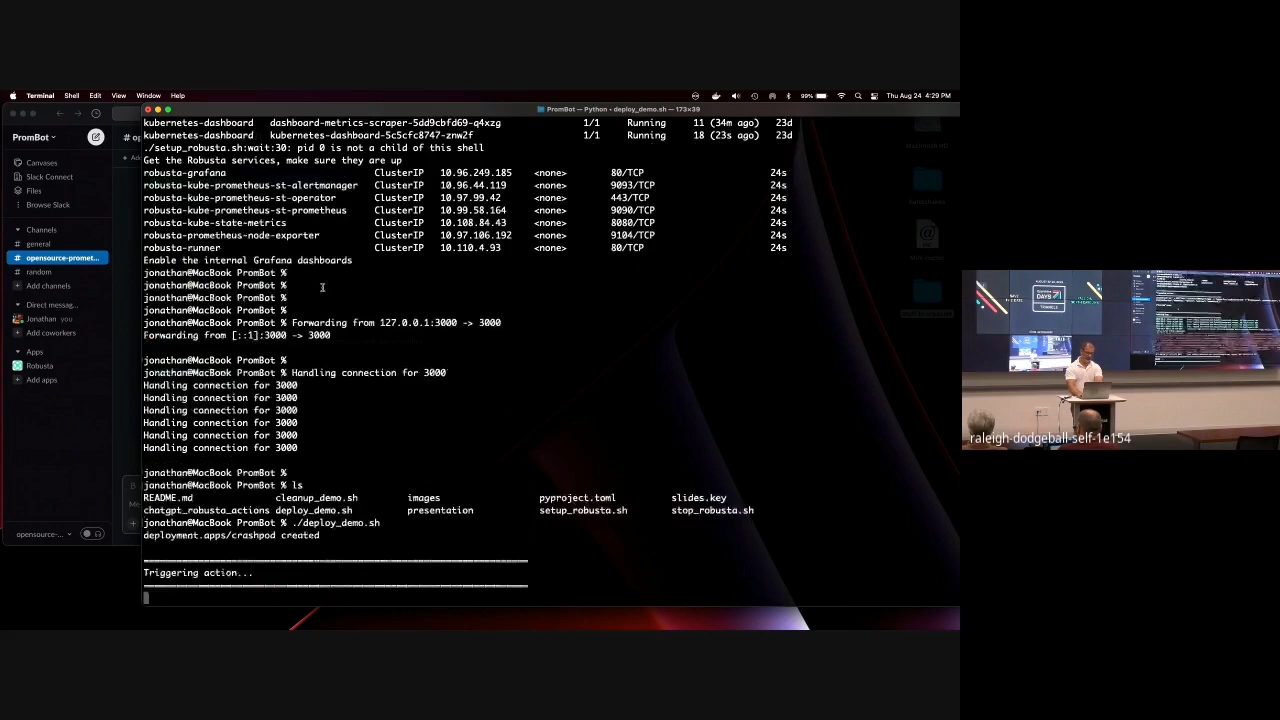 Terminal Shell Edit View Window Help
99% Thu Aug 24 4:29 PM
PromBot — Python • deploy_demo.sh — 173×39
PromBot
Canvases
Slack Connect
Files
Browse Slack
Channels
# general
# opensource-promet...
# random
Add channels
Direct messag...
Jonathan you
Add coworkers
Apps
Robusta
Add apps
opensource-...
kubernetes-dashboard dashboard-metrics-scraper-5dd9cbfd69-q4xzg 1/1 Running 11 (34m ago) 23d
kubernetes-dashboard kubernetes-dashboard-5c5cfc8747-znw2f 1/1 Running 18 (23s ago) 23d
./setup_robusta.sh:wait:30: pid 0 is not a child of this shell
Get the Robusta services, make sure they are up
robusta-grafana ClusterIP 10.96.249.185 <none> 80/TCP 24s
robusta-kube-prometheus-st-alertmanager ClusterIP 10.96.44.119 <none> 9093/TCP 24s
robusta-kube-prometheus-st-operator ClusterIP 10.97.99.42 <none> 443/TCP 24s
robusta-kube-prometheus-st-prometheus ClusterIP 10.99.58.164 <none> 9090/TCP 24s
robusta-kube-state-metrics ClusterIP 10.108.84.43 <none> 8080/TCP 24s
robusta-prometheus-node-exporter ClusterIP 10.97.106.192 <none> 9104/TCP 24s
robusta-runner ClusterIP 10.110.4.93 <none> 80/TCP 24s
Enable the internal Grafana dashboards
jonathan@MacBook PromBot %
jonathan@MacBook PromBot %
jonathan@MacBook PromBot %
jonathan@MacBook PromBot %
jonathan@MacBook PromBot % Forwarding from 127.0.0.1:3000 -> 3000
Forwarding from [::1]:3000 -> 3000
jonathan@MacBook PromBot %
jonathan@MacBook PromBot % Handling connection for 3000
Handling connection for 3000
Handling connection for 3000
Handling connection for 3000
Handling connection for 3000
Handling connection for 3000
Handling connection for 3000
jonathan@MacBook PromBot %
jonathan@MacBook PromBot % ls
README.md cleanup_demo.sh images pyproject.toml slides.key
chatgpt_robusta_actions deploy_demo.sh presentation setup_robusta.sh stop_robusta.sh
jonathan@MacBook PromBot % ./deploy_demo.sh
deployment.apps/crashpod created
Triggering action...
DAYS
raleigh-dodgeball-self-1e154